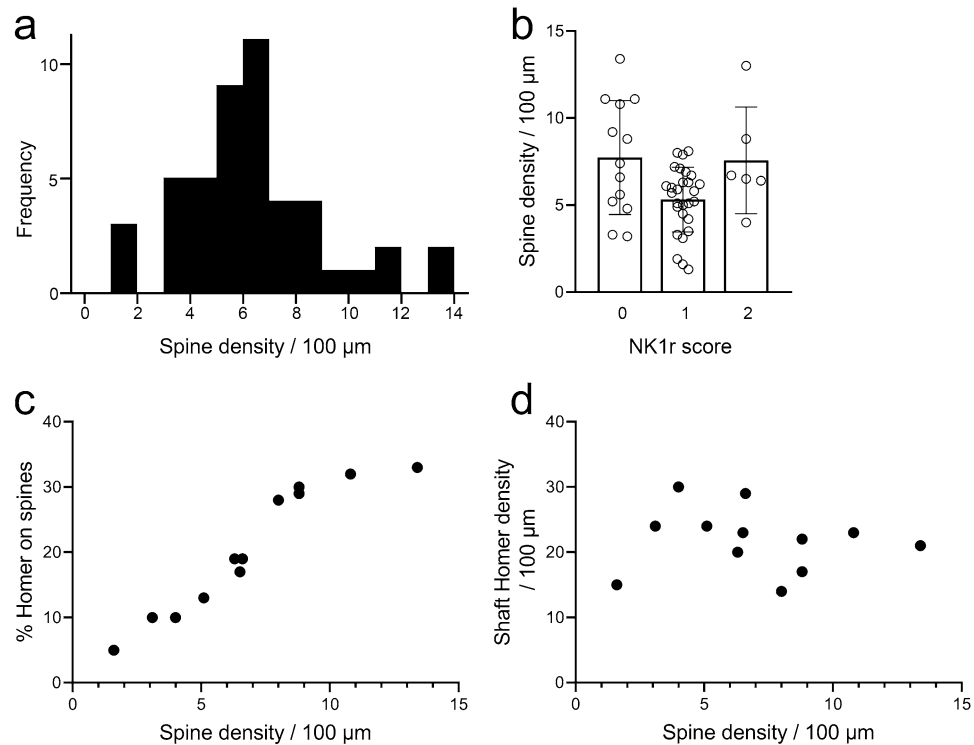 a
10
5
0
Frequency
0 2 4 6 8 10 12 14
Spine density / 100 µm
b
15
10
5
0
Spine density / 100 µm
0 1 2
NK1r score
c
40
30
20
10
0
% Homer on spines
0 5 10 15
Spine density / 100 µm
d
40
30
20
10
0
Shaft Homer density
/ 100 µm
0 5 10 15
Spine density / 100 µm